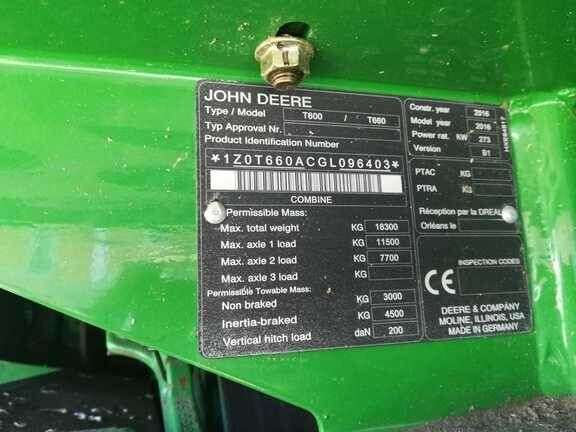 JOHN DEERE
Type / Model T600 / T660
Typ Approval Nr.
Product Identification Number
*1Z0T660ACGL096403*
COMBINE
Permissible Mass:
Max. total weight KG 18300
Max. axle 1 load KG 11500
Max. axle 2 load KG 7700
Max. axle 3 load KG
Permissible Towable Mass:
Non braked KG 3000
Inertia-braked KG 4500
Vertical hitch load daN 200
Constr. year 2016
Model year 2016
Power rat. KW 273
Version S1
PTAC KG
PTRA KG
Réception par la DREAL
Orléans le
INSPECTION CODES
CE
DEERE & COMPANY
MOLINE, ILLINOIS, USA
MADE IN GERMANY